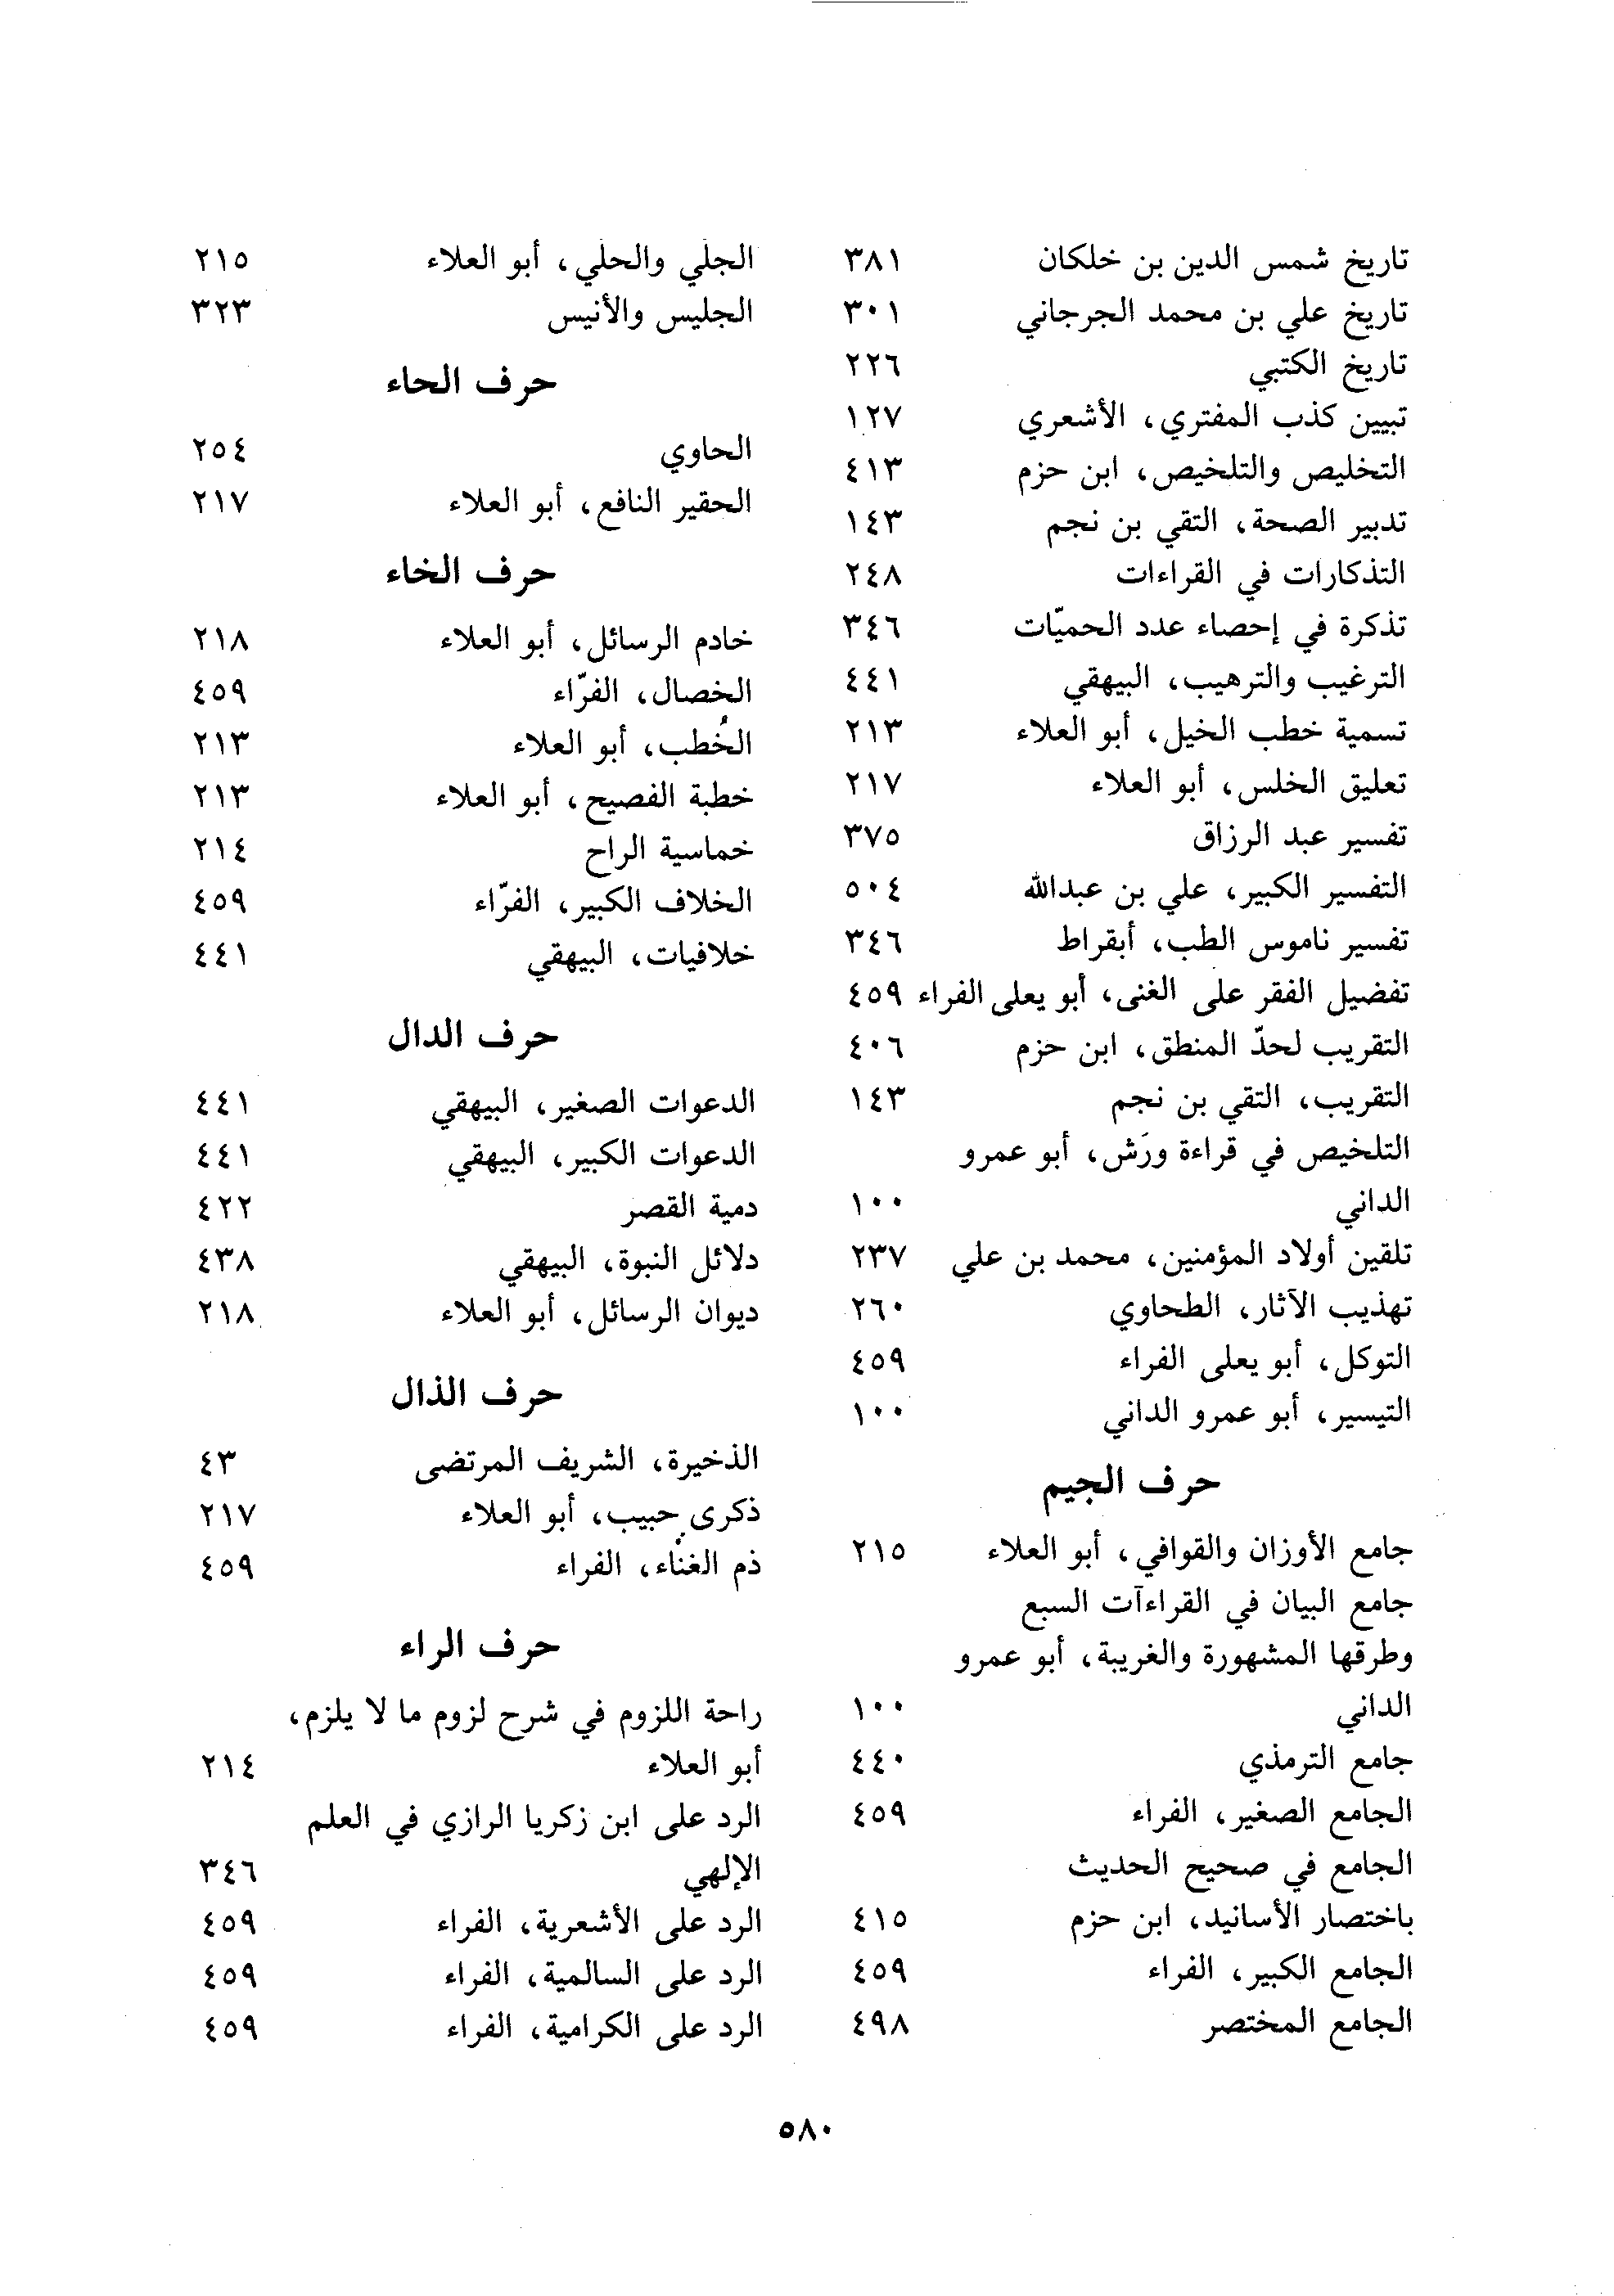 تاريخ شمس الدين بن خلكان ٣٨١
تاريخ علي بن محمد الجرجاني ٣٠١
تاريخ الكتبي ٢٢٦
تبيين كذب المفتري، الأشعري ١٢٧
التخليص والتلخيص، ابن حزم ٤١٣
تدبير الصحة، التقي بن نجم ١٤٣
التذكارات في القراءات ٢٤٨
تذكرة في إحصاء عدد الحميّات ٣٤٦
الترغيب والترهيب، البيهقي ٤٤١
تسمية خطب الخيل، أبو العلاء ٢١٣
تعليق الخلس، أبو العلاء ٢١٧
تفسير عبد الرزاق ٣٧٥
التفسير الكبير، علي بن عبدالله ٥٠٤
تفسير ناموس الطب، أبقراط ٣٤٦
تفضيل الفقر على الغنى، أبو يعلى الفراء ٤٥٩
التقريب لحدّ المنطق، ابن حزم ٤٠٦
التقريب، التقي بن نجم ١٤٣
التلخيص في قراءة ورَش، أبو عمرو
الداني ١٠٠
تلقين أولاد المؤمنين، محمد بن علي ٢٣٧
تهذيب الآثار، الطحاوي ٢٦٠
التوكل، أبو يعلى الفراء ٤٥٩
التيسير، أبو عمرو الداني ١٠٠
حرف الجيم
جامع الأوزان والقوافي، أبو العلاء ٢١٥
جامع البيان في القراءآت السبع
وطرقها المشهورة والغريبة، أبو عمرو
الداني ١٠٠
جامع الترمذي ٤٤٠
الجامع الصغير، الفراء ٤٥٩
الجامع في صحيح الحديث
باختصار الأسانيد، ابن حزم ٤١٥
الجامع الكبير، الفراء ٤٥٩
الجامع المختصر ٤٩٨
الجلي والحلي، أبو العلاء ٢١٥
الجليس والأنيس ٣٢٣
حرف الحاء
الحاوي ٢٥٤
الحقير النافع، أبو العلاء ٢١٧
حرف الخاء
خادم الرسائل، أبو العلاء ٢١٨
الخصال، الفرّاء ٤٥٩
الخُطب، أبو العلاء ٢١٣
خطبة الفصيح، أبو العلاء ٢١٣
خماسية الراح ٢١٤
الخلاف الكبير، الفرّاء ٤٥٩
خلافيات، البيهقي ٤٤١
حرف الدال
الدعوات الصغير، البيهقي ٤٤١
الدعوات الكبير، البيهقي ٤٤١
دمية القصر ٤٢٢
دلائل النبوة، البيهقي ٤٣٨
ديوان الرسائل، أبو العلاء ٢١٨
حرف الذال
الذخيرة، الشريف المرتضى ٤٣
ذكرى حبيب، أبو العلاء ٢١٧
ذم الغناء، الفراء ٤٥٩
حرف الراء
راحة اللزوم في شرح لزوم ما لا يلزم،
أبو العلاء ٢١٤
الرد على ابن زكريا الرازي في العلم
الإلهي ٣٤٦
الرد على الأشعرية، الفراء ٤٥٩
الرد على السالمية، الفراء ٤٥٩
الرد على الكرامية، الفراء ٤٥٩
٥٨٠